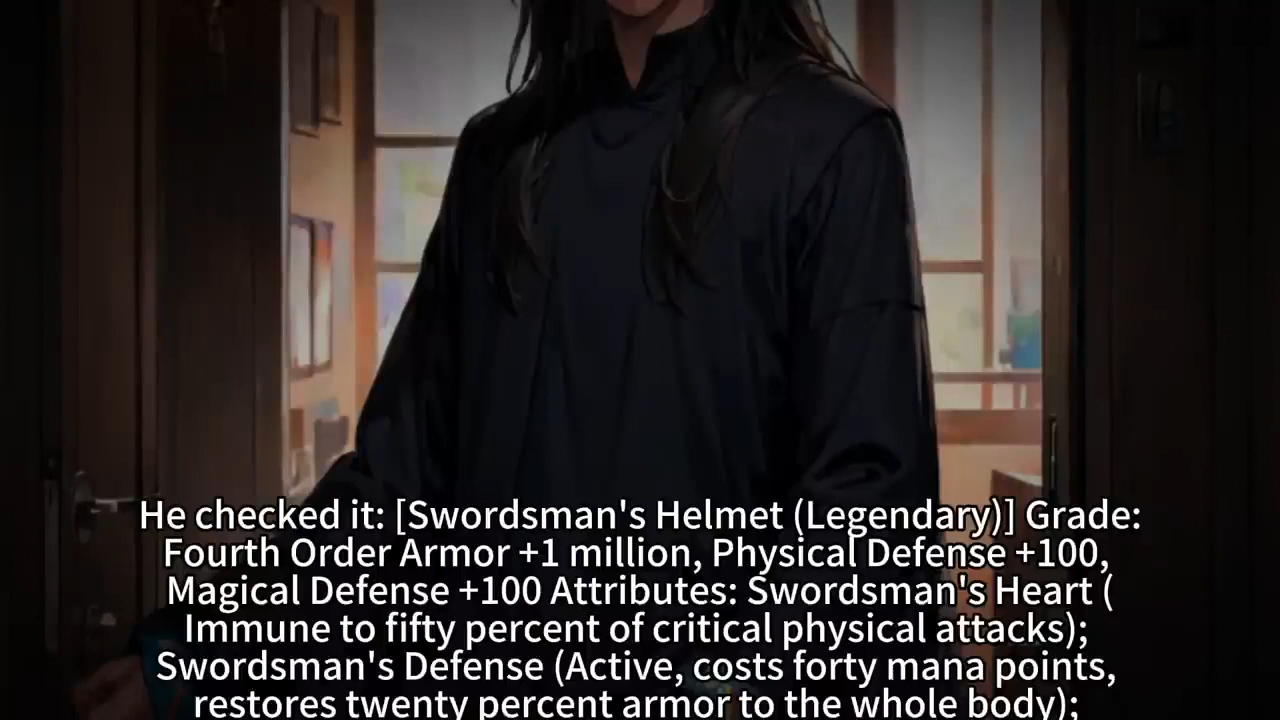 He checked it: [Swordsman's Helmet (Legendary)] Grade:
Fourth Order Armor +1 million, Physical Defense +100,
Magical Defense +100 Attributes: Swordsman's Heart (
Immune to fifty percent of critical physical attacks);
Swordsman's Defense (Active, costs forty mana points,
restores twenty percent armor to the whole body);